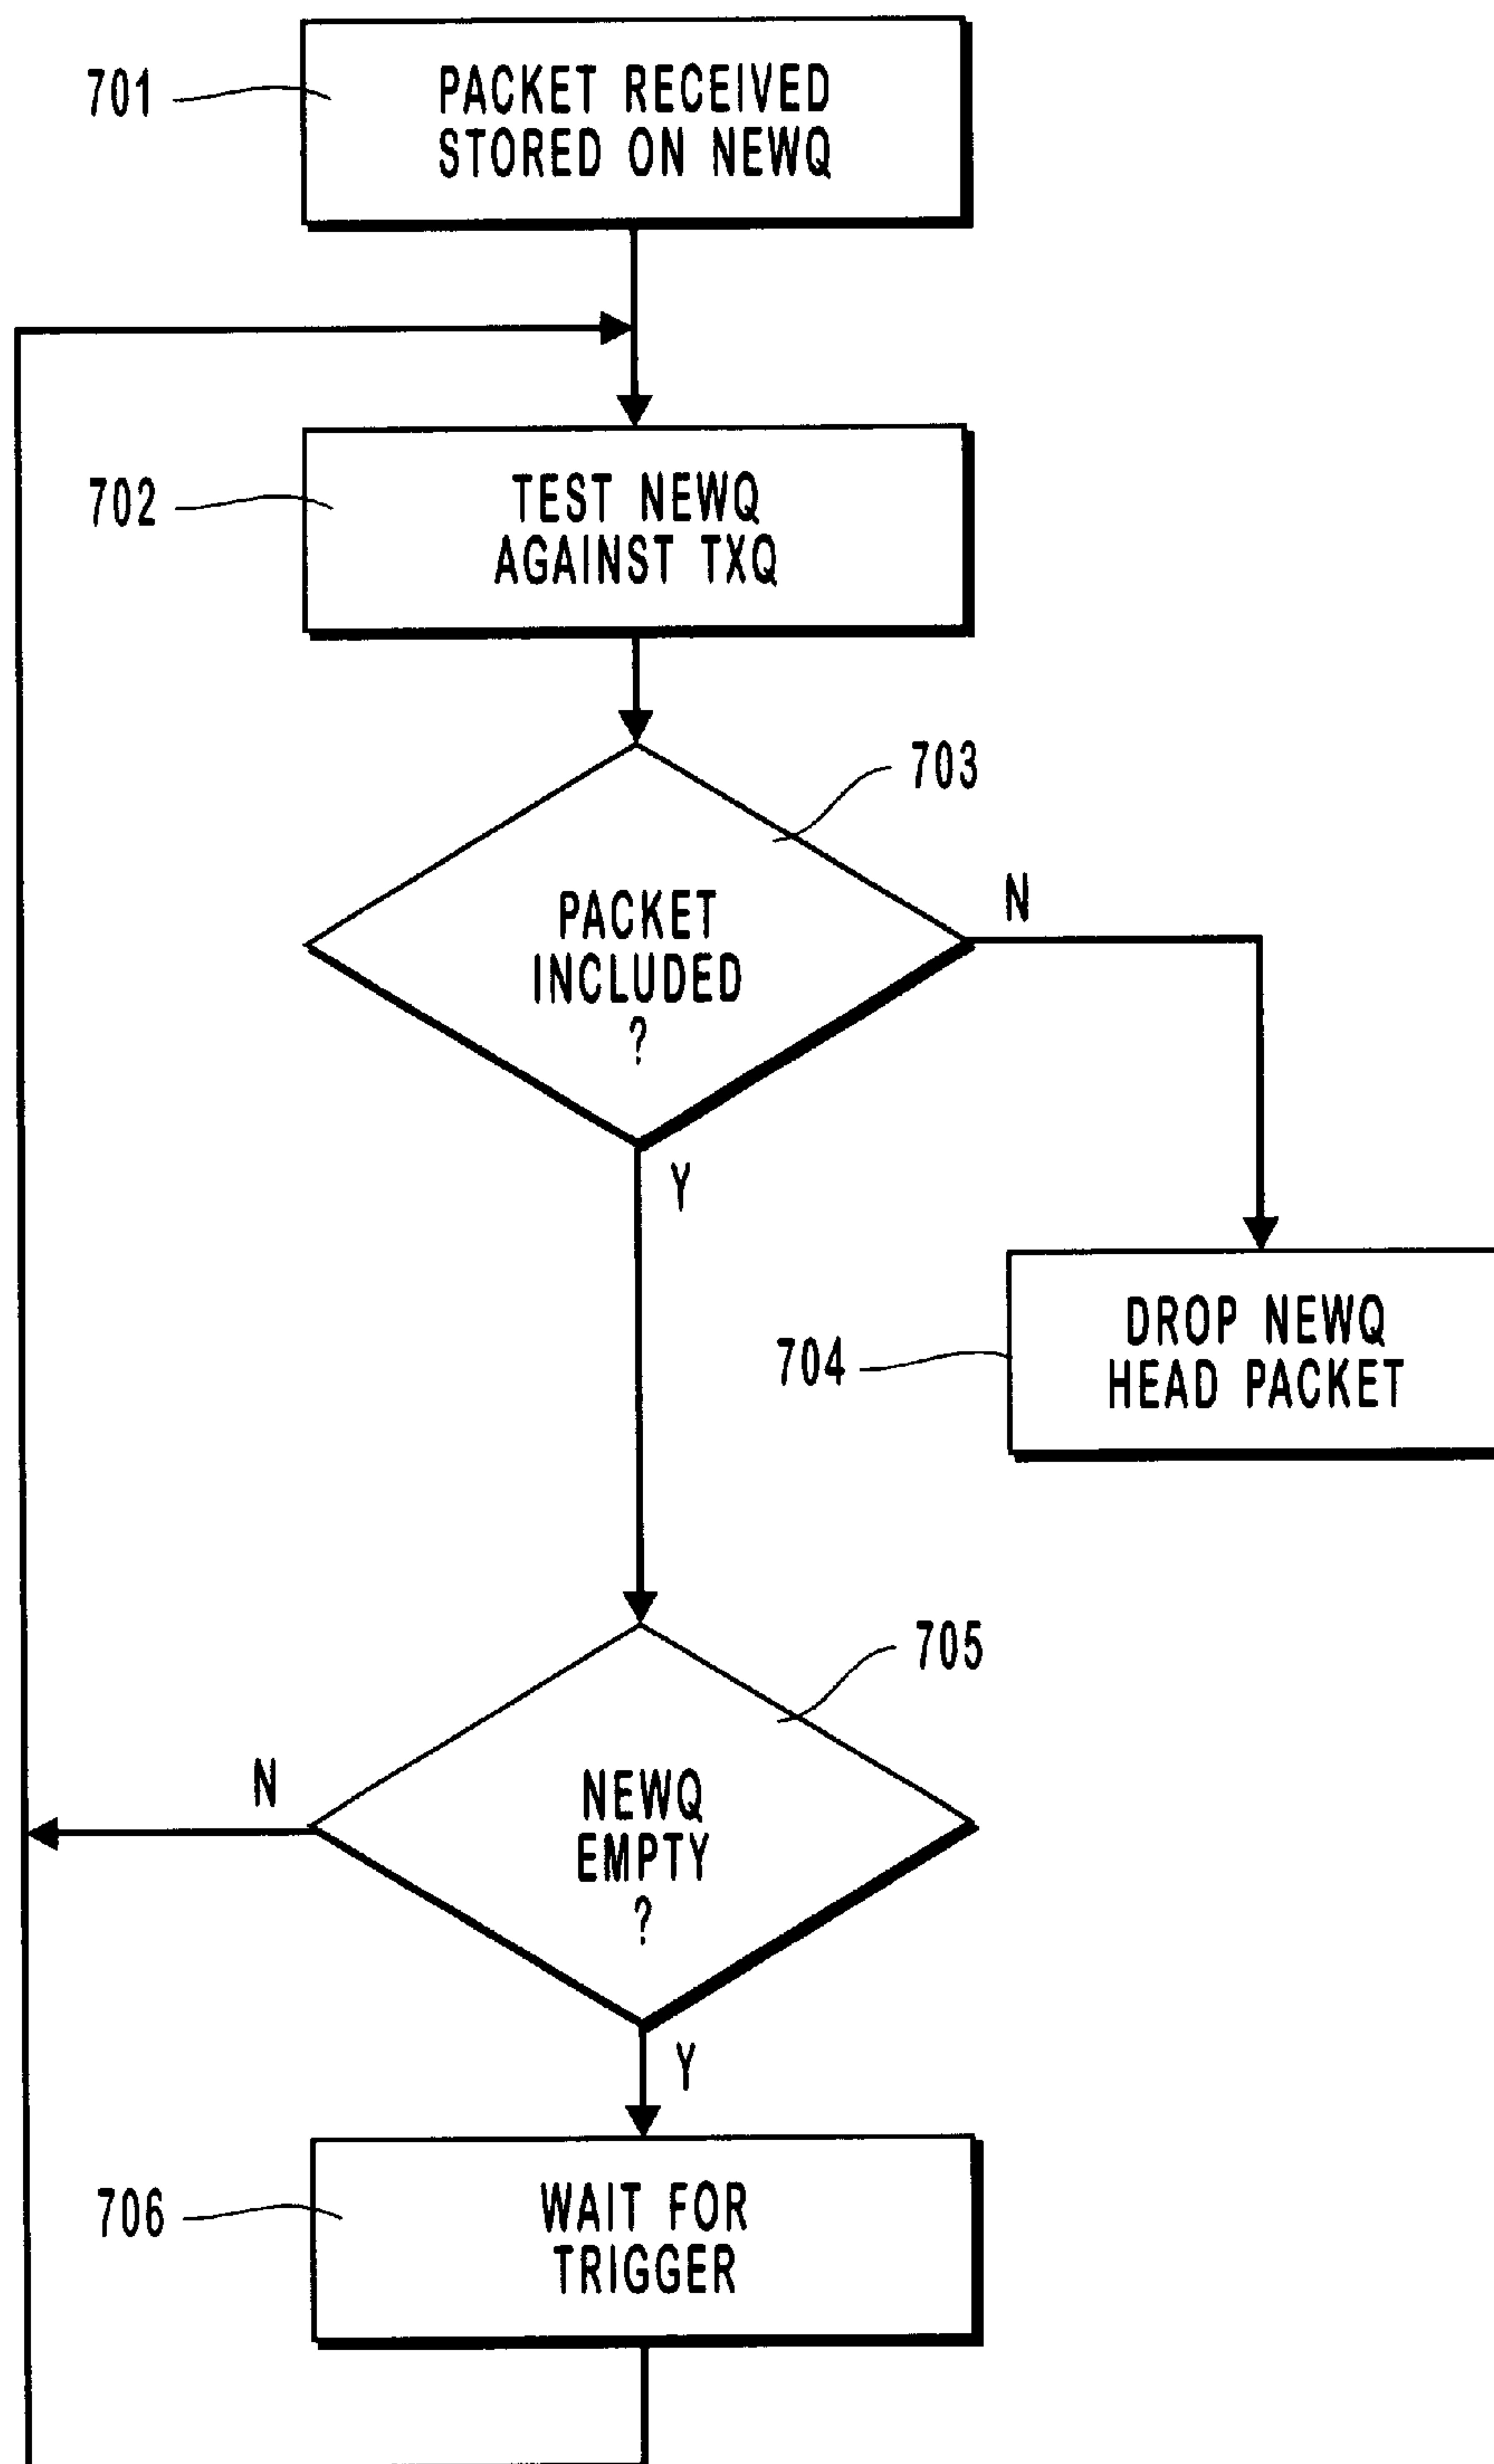 701
PACKET RECEIVED
STORED ON NEWQ
702
TEST NEWQ
AGAINST TXQ
703
PACKET
INCLUDED
?
N
Y
704
DROP NEWQ
HEAD PACKET
705
NEWQ
EMPTY
?
N
Y
706
WAIT FOR
TRIGGER